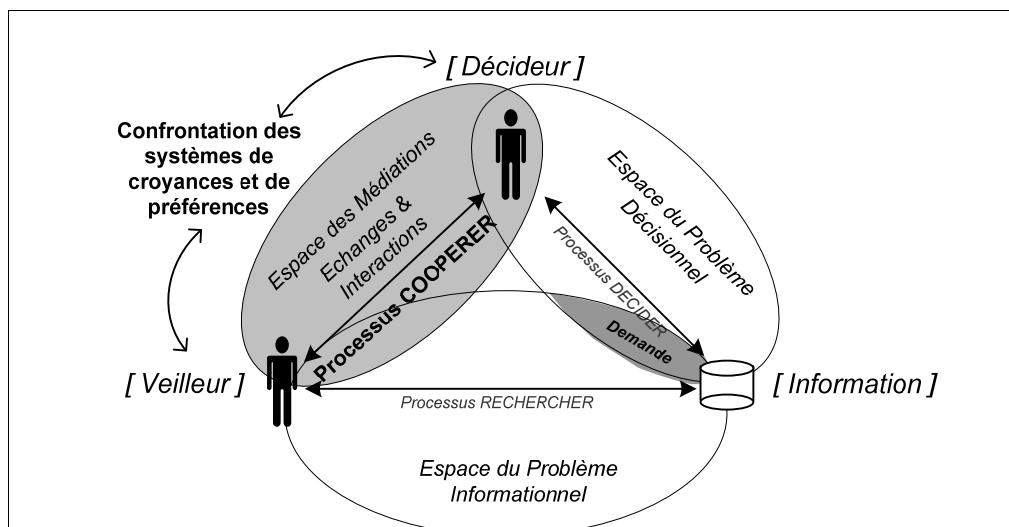 [ Décideur ]
Confrontation des
systèmes de
croyances et de
préférences
Espace des Médiations
Echanges &
Interactions
Processus COOPERER
Espace du Problème
Décisionnel
Processus DECIDER
Demande
[ Veilleur ]
[ Information ]
Processus RECHERCHER
Espace du Problème
Informationnel